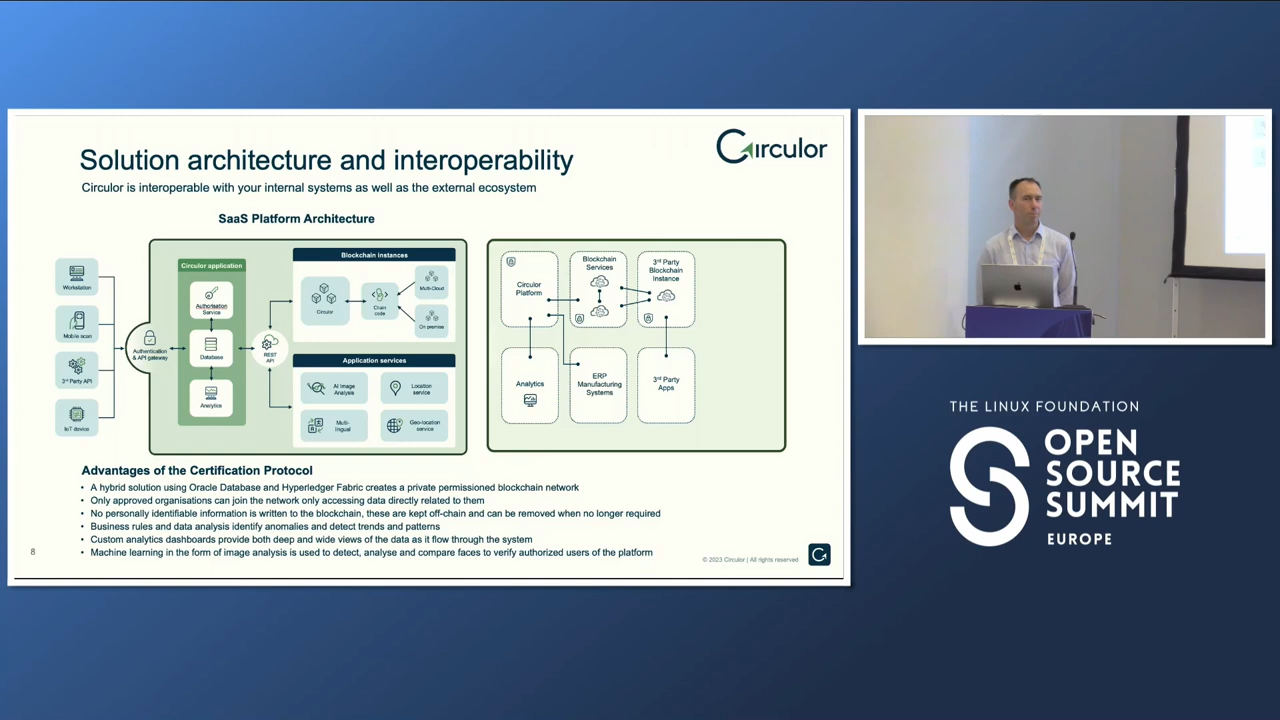 Solution architecture and interoperability
Circulor
Circulor is interoperable with your internal systems as well as the external ecosystem
SaaS Platform Architecture
Workstation
Mobile scan
3rd Party API
IoT device
Authentication
& API gateway
Circulor application
Authorisation
Service
Database
Analytics
REST
API
Blockchain instances
Circulor
Chain
code
Multi-Cloud
On premise
Application services
AI Image
Analysis
Location
service
Multi-
lingual
Geo-location
service
Circulor
Platform
Blockchain
Services
3rd Party
Blockchain
Instance
Analytics
ERP
Manufacturing
Systems
3rd Party
Apps
Advantages of the Certification Protocol
• A hybrid solution using Oracle Database and Hyperledger Fabric creates a private permissioned blockchain network
• Only approved organisations can join the network only accessing data directly related to them
• No personally identifiable information is written to the blockchain, these are kept off-chain and can be removed when no longer required
• Business rules and data analysis identify anomalies and detect trends and patterns
• Custom analytics dashboards provide both deep and wide views of the data as it flow through the system
• Machine learning in the form of image analysis is used to detect, analyse and compare faces to verify authorized users of the platform
8
© 2023 Circulor | All rights reserved
THE LINUX FOUNDATION
OPEN
SOURCE
SUMMIT
EUROPE